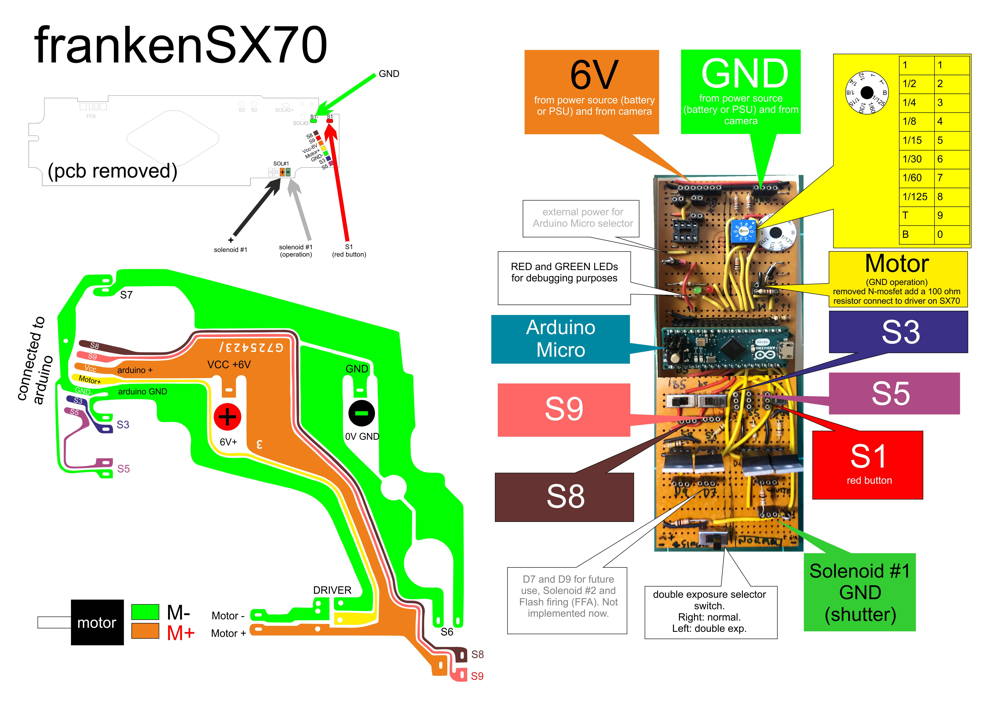 frankenSX70
GND
S8
S9
Vcc-6V
Motor+
GND
S3
S5
S1
SOL#1
(pcb removed)
+
solenoid #1
solenoid #1
(operation)
S1
(red button)
6V
from power source (battery
or PSU) and from camera
GND
from power source
(battery or PSU) and from
camera
1 1
1/2 2
1/4 3
1/8 4
1/15 5
1/30 6
1/60 7
1/125 8
T 9
B 0
external power for
Arduino Micro selector
RED and GREEN LEDs
for debugging purposes
Motor
(GND operation)
removed N-mosfet add a 100 ohm
resistor connect to driver on SX70
Arduino
Micro
S3
S9
S5
S8
S1
red button
D7 and D9 for future
use, Solenoid #2 and
Flash firing (FFA). Not
implemented now.
double exposure selector
switch.
Right: normal.
Left: double exp.
Solenoid #1
GND
(shutter)
S7
connected to
arduino
S8
S9
Vcc
Motor+
GND
S3
S5
arduino +
arduino GND
S3
S5
G725423/
VCC +6V
6V+
3
GND
0V GND
DRIVER
Motor -
Motor +
S6
S8
S9
motor
M-
M+